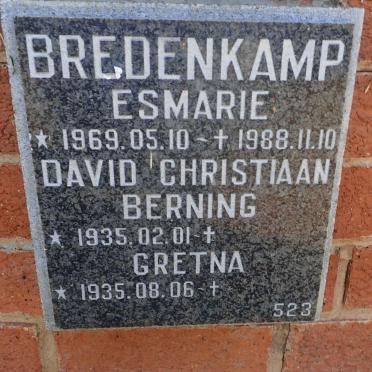 BREDENKAMP
ESMARIE
* 1969.05.10 - † 1988.11.10
DAVID CHRISTIAAN
BERNING
* 1935.02.01 - †
GRETNA
* 1935.08.06 - †
523